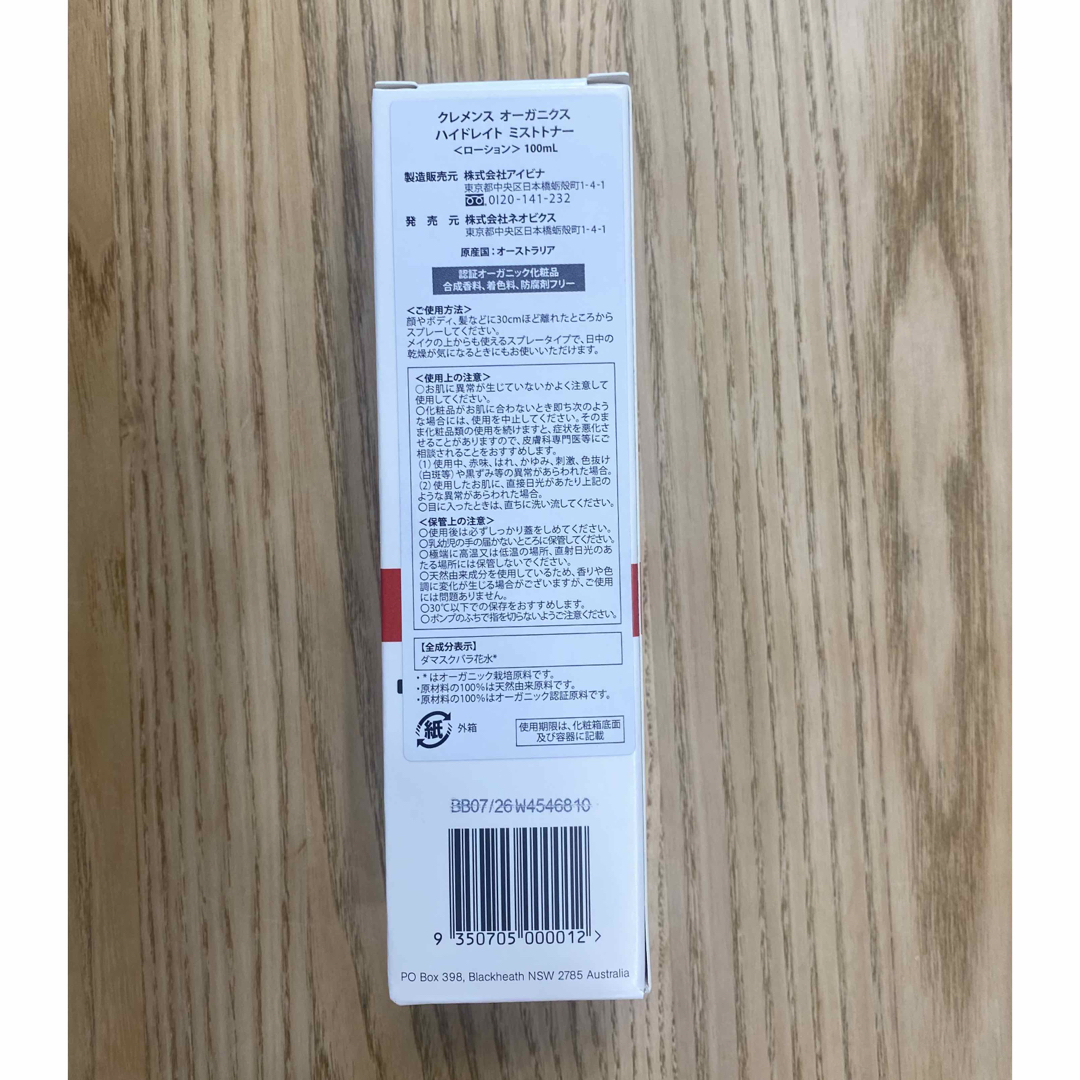 クレメンス オーガニクス
ハイドレイト ミストトナー
＜ローション＞ 100mL
製造販売元 株式会社アイビナ
東京都中央区日本橋蛎殻町1-4-1
0120-141-232
発 売 元 株式会社ネオビクス
東京都中央区日本橋蛎殻町1-4-1
原産国：オーストラリア
認証オーガニック化粧品
合成香料、着色料、防腐剤フリー
＜ご使用方法＞
顔やボディ、髪などに30cmほど離れたところから
スプレーしてください。
メイクの上からも使えるスプレータイプで、日中の
乾燥が気になるときにもお使いいただけます。
＜使用上の注意＞
○お肌に異常が生じていないかよく注意して
使用してください。
○化粧品がお肌に合わないとき即ち次のよう
な場合には、使用を中止してください。そのま
ま化粧品類の使用を続けますと、症状を悪化さ
せることがありますので、皮膚科専門医等にご
相談されることをおすすめします。
(1) 使用中、赤味、はれ、かゆみ、刺激、色抜け
(白斑等)や黒ずみ等の異常があらわれた場合。
(2) 使用したお肌に、直接日光があたり上記の
ような異常があらわれた場合。
○目に入ったときは、直ちに洗い流してください。
＜保管上の注意＞
○使用後は必ずしっかり蓋をしめてください。
○乳幼児の手の届かないところに保管してください。
○極端に高温又は低温の場所、直射日光のあ
たる場所には保管しないでください。
○天然由来成分を使用しているため、香りや色
調に変化が生じる場合がございますが、ご使用
には問題ありません。
○30℃以下での保存をおすすめします。
○ポンプのふちで指を切らないようご注意ください。
【全成分表示】
ダマスクバラ花水*
・* はオーガニック栽培原料です。
・原材料の100%は天然由来原料です。
・原材料の100%はオーガニック認証原料です。
紙 外箱
使用期限は、化粧箱底面
及び容器に記載
BB07/26 W4546810
9 350705 000012 >
PO Box 398, Blackheath NSW 2785 Australia